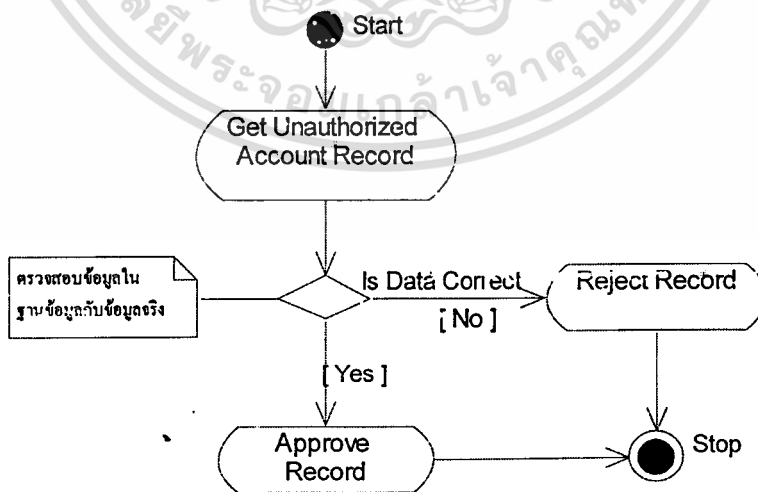 Start
Get Unauthorized
Account Record
ตรวจสอบข้อมูลใน
ฐานข้อมูลกับข้อมูลจริง
Is Data Correct
[ No ]
Reject Record
[ Yes ]
Approve
Record
Stop